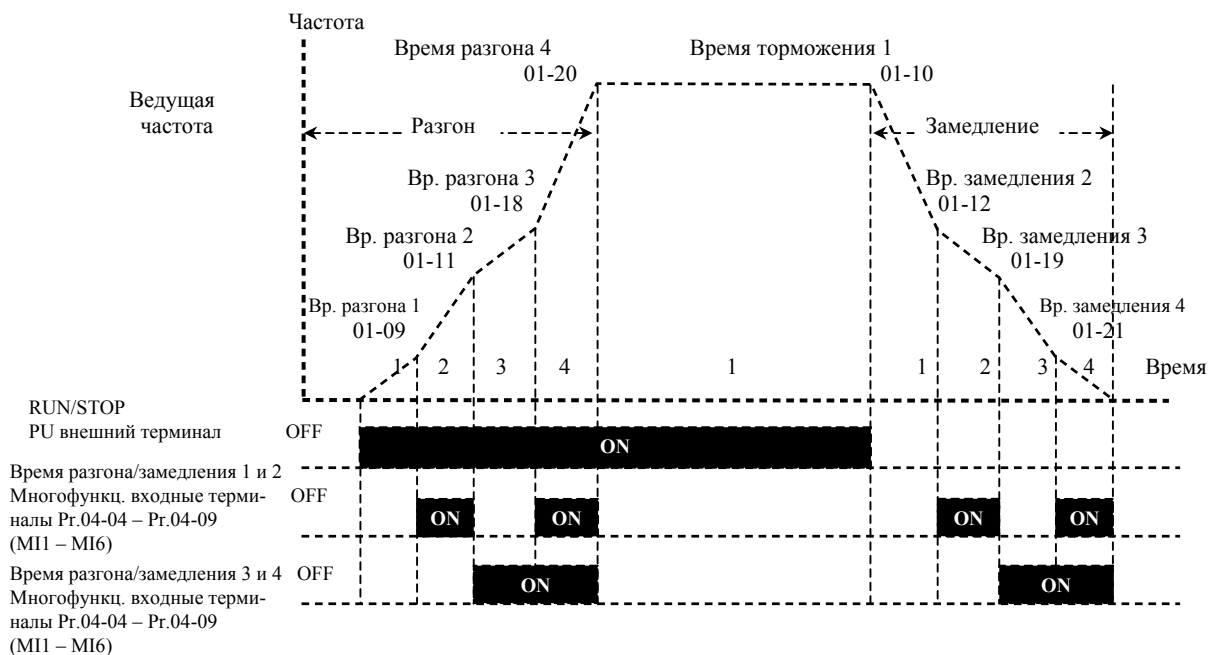 Частота
Время разгона 4
01-20
Время торможения 1
01-10
Ведущая
частота
Разгон
Замедление
Вр. разгона 3
01-18
Вр. замедления 2
01-12
Вр. разгона 2
01-11
Вр. замедления 3
01-19
Вр. разгона 1
01-09
Вр. замедления 4
01-21
1 2 3 4 1 1 2 3 4 Время
RUN/STOP
PU внешний терминал OFF
ON
Время разгона/замедления 1 и 2
Многофункц. входные терми- OFF
налы Pr.04-04 – Pr.04-09
(MI1 – MI6)
ON ON ON ON
Время разгона/замедления 3 и 4 OFF
Многофункц. входные терми-
налы Pr.04-04 – Pr.04-09
(MI1 – MI6)
ON ON